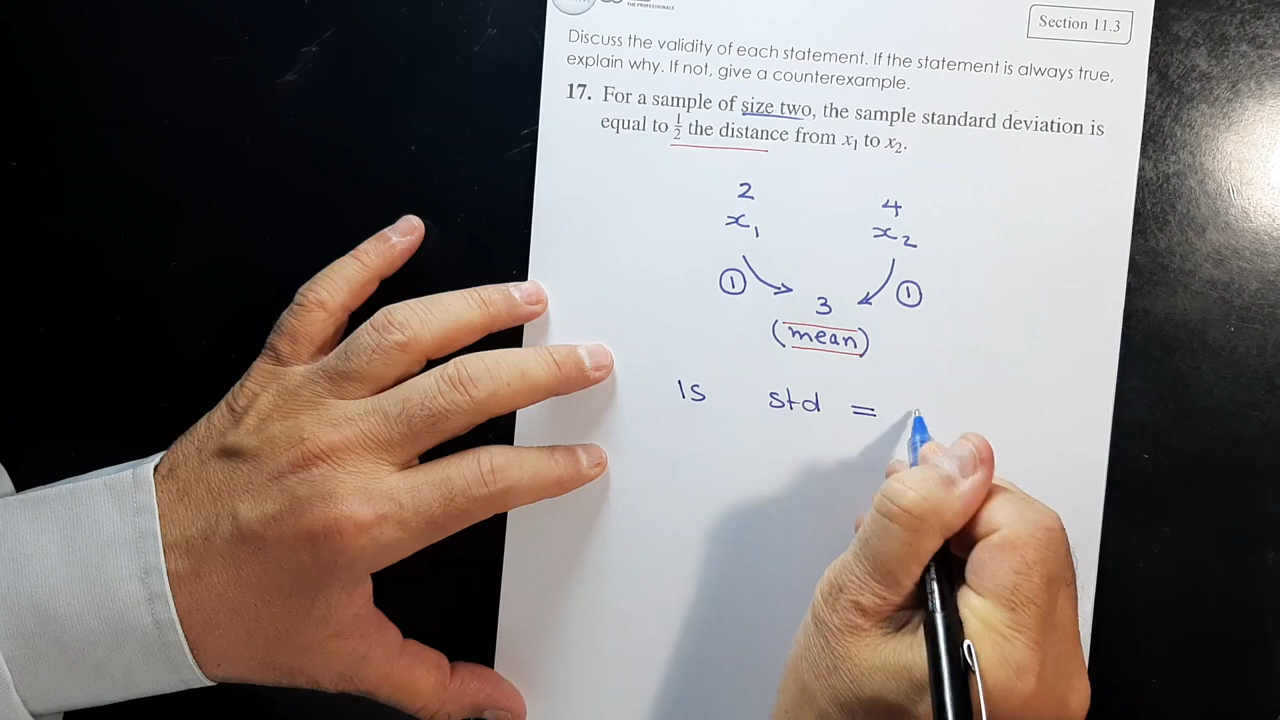 THE PROFESSIONALS
Section 11.3
Discuss the validity of each statement. If the statement is always true,
explain why. If not, give a counterexample.
17. For a sample of size two, the sample standard deviation is
equal to 1/2 the distance from x₁ to x₂.
2 4
x₁ x₂
1 3 1
(mean)
Is std =